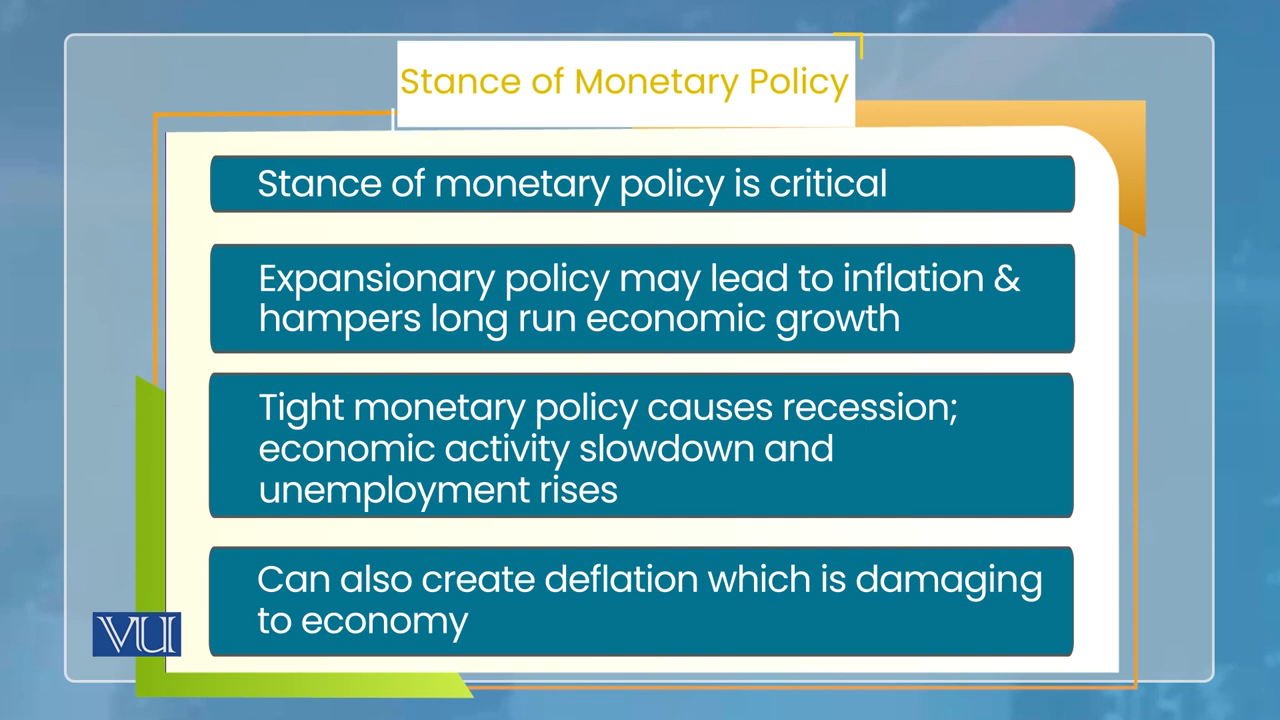 Stance of Monetary Policy
Stance of monetary policy is critical
Expansionary policy may lead to inflation &
hampers long run economic growth
Tight monetary policy causes recession;
economic activity slowdown and
unemployment rises
Can also create deflation which is damaging
to economy
VU